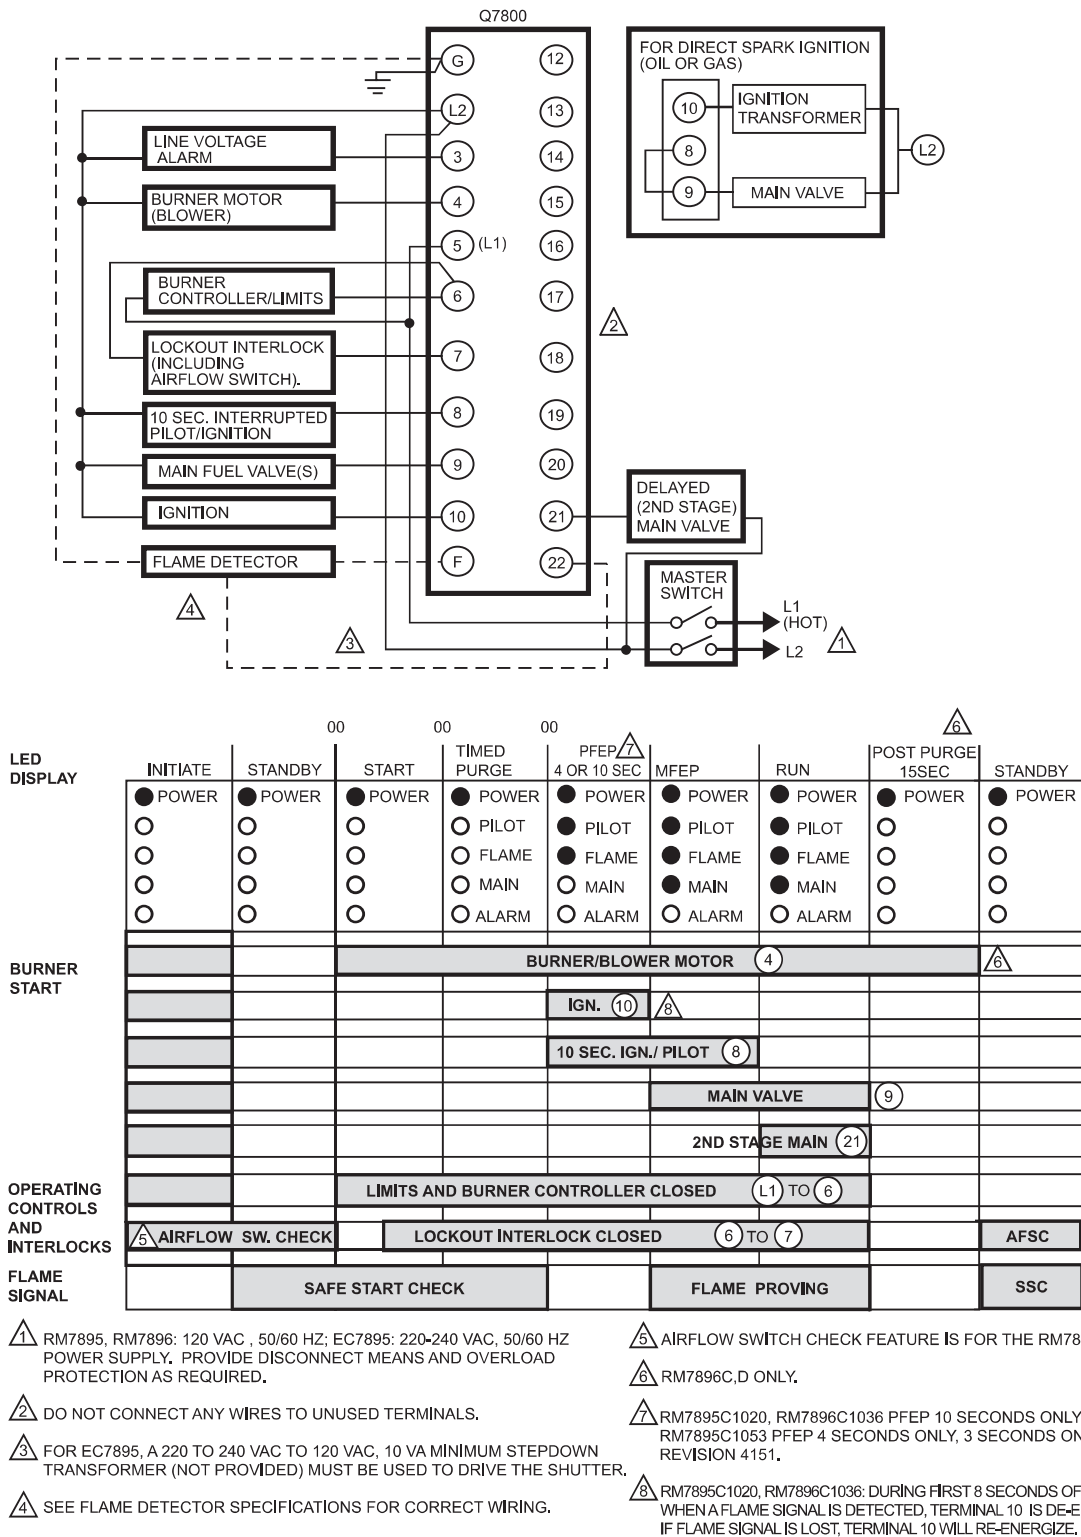 Q7800
G
12
L2
13
LINE VOLTAGE
ALARM
3
14
BURNER MOTOR
(BLOWER)
4
15
5
(L1)
16
BURNER
CONTROLLER/LIMITS
6
17
2
LOCKOUT INTERLOCK
(INCLUDING
AIRFLOW SWITCH).
7
18
10 SEC. INTERRUPTED
PILOT/IGNITION
8
19
MAIN FUEL VALVE(S)
9
20
IGNITION
10
21
FLAME DETECTOR
F
22
4
3
FOR DIRECT SPARK IGNITION
(OIL OR GAS)
10
IGNITION
TRANSFORMER
8
L2
9
MAIN VALVE
DELAYED
(2ND STAGE)
MAIN VALVE
MASTER
SWITCH
L1
(HOT)
L2
1
00
00
00
6
LED
DISPLAY
INITIATE
STANDBY
START
TIMED
PURGE
PFEP 7
4 OR 10 SEC
MFEP
RUN
POST PURGE
15SEC
STANDBY
POWER POWER POWER POWER POWER POWER POWER POWER POWER
PILOT PILOT PILOT PILOT
FLAME FLAME FLAME FLAME
MAIN MAIN MAIN MAIN
ALARM ALARM ALARM ALARM
BURNER
START
BURNER/BLOWER MOTOR 4
6
IGN. 10
8
10 SEC. IGN./ PILOT 8
MAIN VALVE
9
2ND STAGE MAIN 21
OPERATING
CONTROLS
AND
INTERLOCKS
LIMITS AND BURNER CONTROLLER CLOSED L1 TO 6
5 AIRFLOW SW. CHECK
LOCKOUT INTERLOCK CLOSED 6 TO 7
AFSC
FLAME
SIGNAL
SAFE START CHECK
FLAME PROVING
SSC
1 RM7895, RM7896: 120 VAC , 50/60 HZ; EC7895: 220-240 VAC, 50/60 HZ
POWER SUPPLY. PROVIDE DISCONNECT MEANS AND OVERLOAD
PROTECTION AS REQUIRED.
2 DO NOT CONNECT ANY WIRES TO UNUSED TERMINALS.
3 FOR EC7895, A 220 TO 240 VAC TO 120 VAC, 10 VA MINIMUM STEPDOWN
TRANSFORMER (NOT PROVIDED) MUST BE USED TO DRIVE THE SHUTTER.
4 SEE FLAME DETECTOR SPECIFICATIONS FOR CORRECT WIRING.
5 AIRFLOW SWITCH CHECK FEATURE IS FOR THE RM78
6 RM7896C,D ONLY.
7 RM7895C1020, RM7896C1036 PFEP 10 SECONDS ONLY
RM7895C1053 PFEP 4 SECONDS ONLY, 3 SECONDS ON
REVISION 4151.
8 RM7895C1020, RM7896C1036: DURING FIRST 8 SECONDS OF
WHEN A FLAME SIGNAL IS DETECTED, TERMINAL 10 IS DE-E
IF FLAME SIGNAL IS LOST, TERMINAL 10 WILL RE-ENERGIZE.